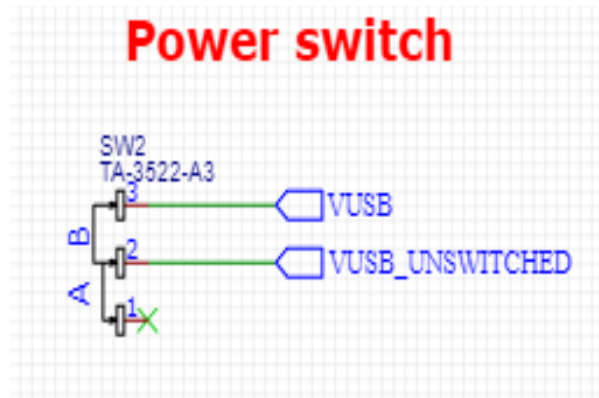 Power switch
SW2
TA-3522-A3
3
VUSB
B
2
VUSB_UNSWITCHED
A
1